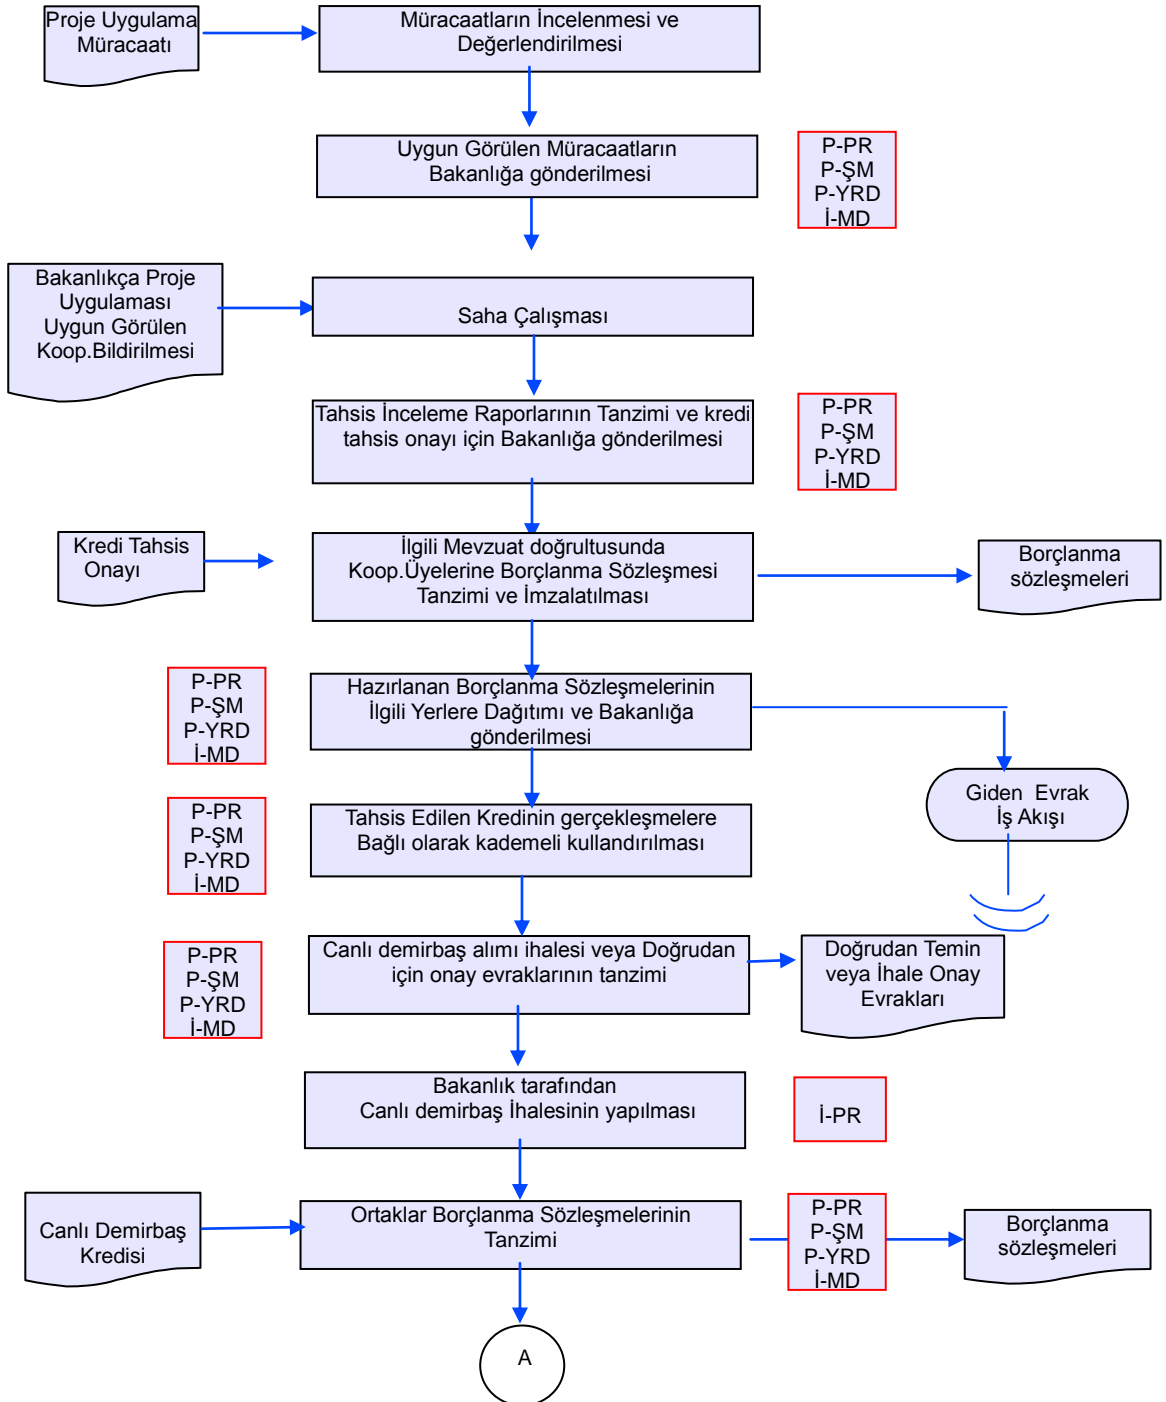 Proje Uygulama
Müracaatı
Müracaatların İncelenmesi ve
Değerlendirilmesi
Uygun Görülen Müracaatların
Bakanlığa gönderilmesi
P-PR
P-ŞM
P-YRD
İ-MD
Bakanlıkça Proje
Uygulaması
Uygun Görülen
Koop.Bildirilmesi
Saha Çalışması
Tahsis İnceleme Raporlarının Tanzimi ve kredi
tahsis onayı için Bakanlığa gönderilmesi
P-PR
P-ŞM
P-YRD
İ-MD
Kredi Tahsis
Onayı
İlgili Mevzuat doğrultusunda
Koop.Üyelerine Borçlanma Sözleşmesi
Tanzimi ve İmzalatılması
Borçlanma
sözleşmeleri
P-PR
P-ŞM
P-YRD
İ-MD
Hazırlanan Borçlanma Sözleşmelerinin
İlgili Yerlere Dağıtımı ve Bakanlığa
gönderilmesi
Giden Evrak
İş Akışı
P-PR
P-ŞM
P-YRD
İ-MD
Tahsis Edilen Kredinin gerçekleşmelere
Bağlı olarak kademeli kullandırılması
P-PR
P-ŞM
P-YRD
İ-MD
Canlı demirbaş alımı ihalesi veya Doğrudan
için onay evraklarının tanzimi
Doğrudan Temin
veya İhale Onay
Evrakları
Bakanlık tarafından
Canlı demirbaş İhalesinin yapılması
İ-PR
Canlı Demirbaş
Kredisi
Ortaklar Borçlanma Sözleşmelerinin
Tanzimi
P-PR
P-ŞM
P-YRD
İ-MD
Borçlanma
sözleşmeleri
A